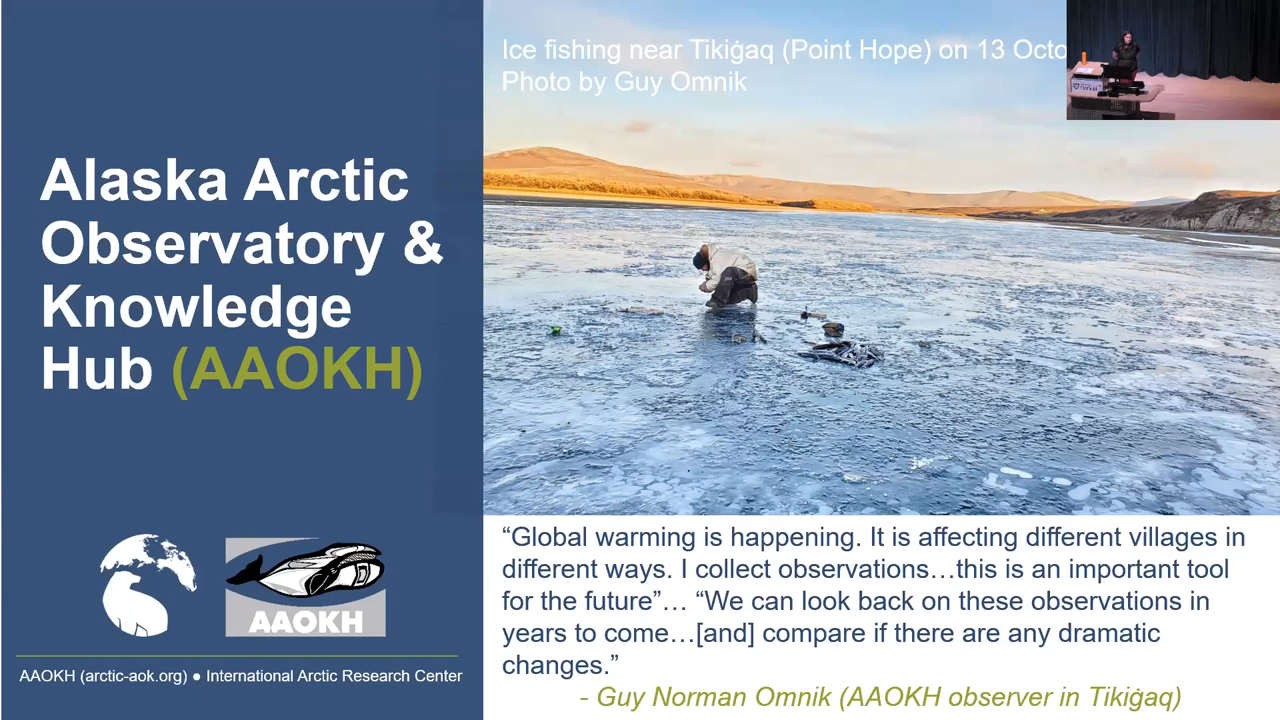 Alaska Arctic
Observatory &
Knowledge
Hub (AAOKH)
AAOKH
AAOKH (arctic-aok.org) ● International Arctic Research Center
Ice fishing near Tikiġaq (Point Hope) on 13 Octo
Photo by Guy Omnik
“Global warming is happening. It is affecting different villages in
different ways. I collect observations…this is an important tool
for the future”… “We can look back on these observations in
years to come…[and] compare if there are any dramatic
changes.”
- Guy Norman Omnik (AAOKH observer in Tikiġaq)